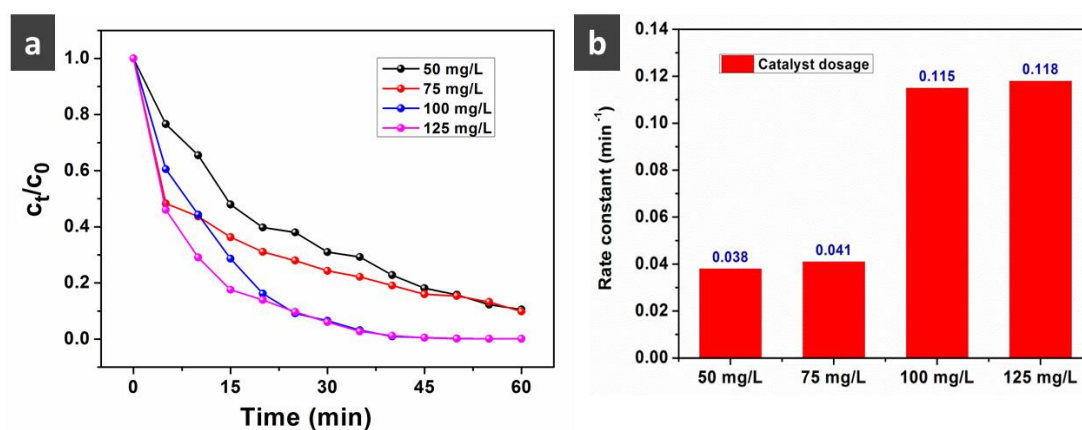 a
1.0
0.8
0.6
0.4
0.2
0.0
c_t/c_0
50 mg/L
75 mg/L
100 mg/L
125 mg/L
0 15 30 45 60
Time (min)
b
0.14
0.12
0.10
0.08
0.06
0.04
0.02
0.00
Rate constant (min⁻¹)
Catalyst dosage
0.038
0.041
0.115
0.118
50 mg/L 75 mg/L 100 mg/L 125 mg/L